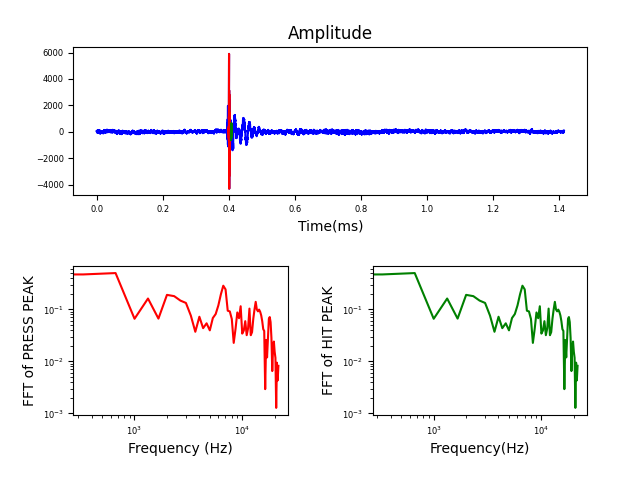 Amplitude
6000
4000
2000
0
−2000
−4000
0.0 0.2 0.4 0.6 0.8 1.0 1.2 1.4
Time(ms)
FFT of PRESS PEAK
10⁻¹
10⁻²
10⁻³
10³ 10⁴
Frequency (Hz)
FFT of HIT PEAK
10⁻¹
10⁻²
10⁻³
10³ 10⁴
Frequency(Hz)